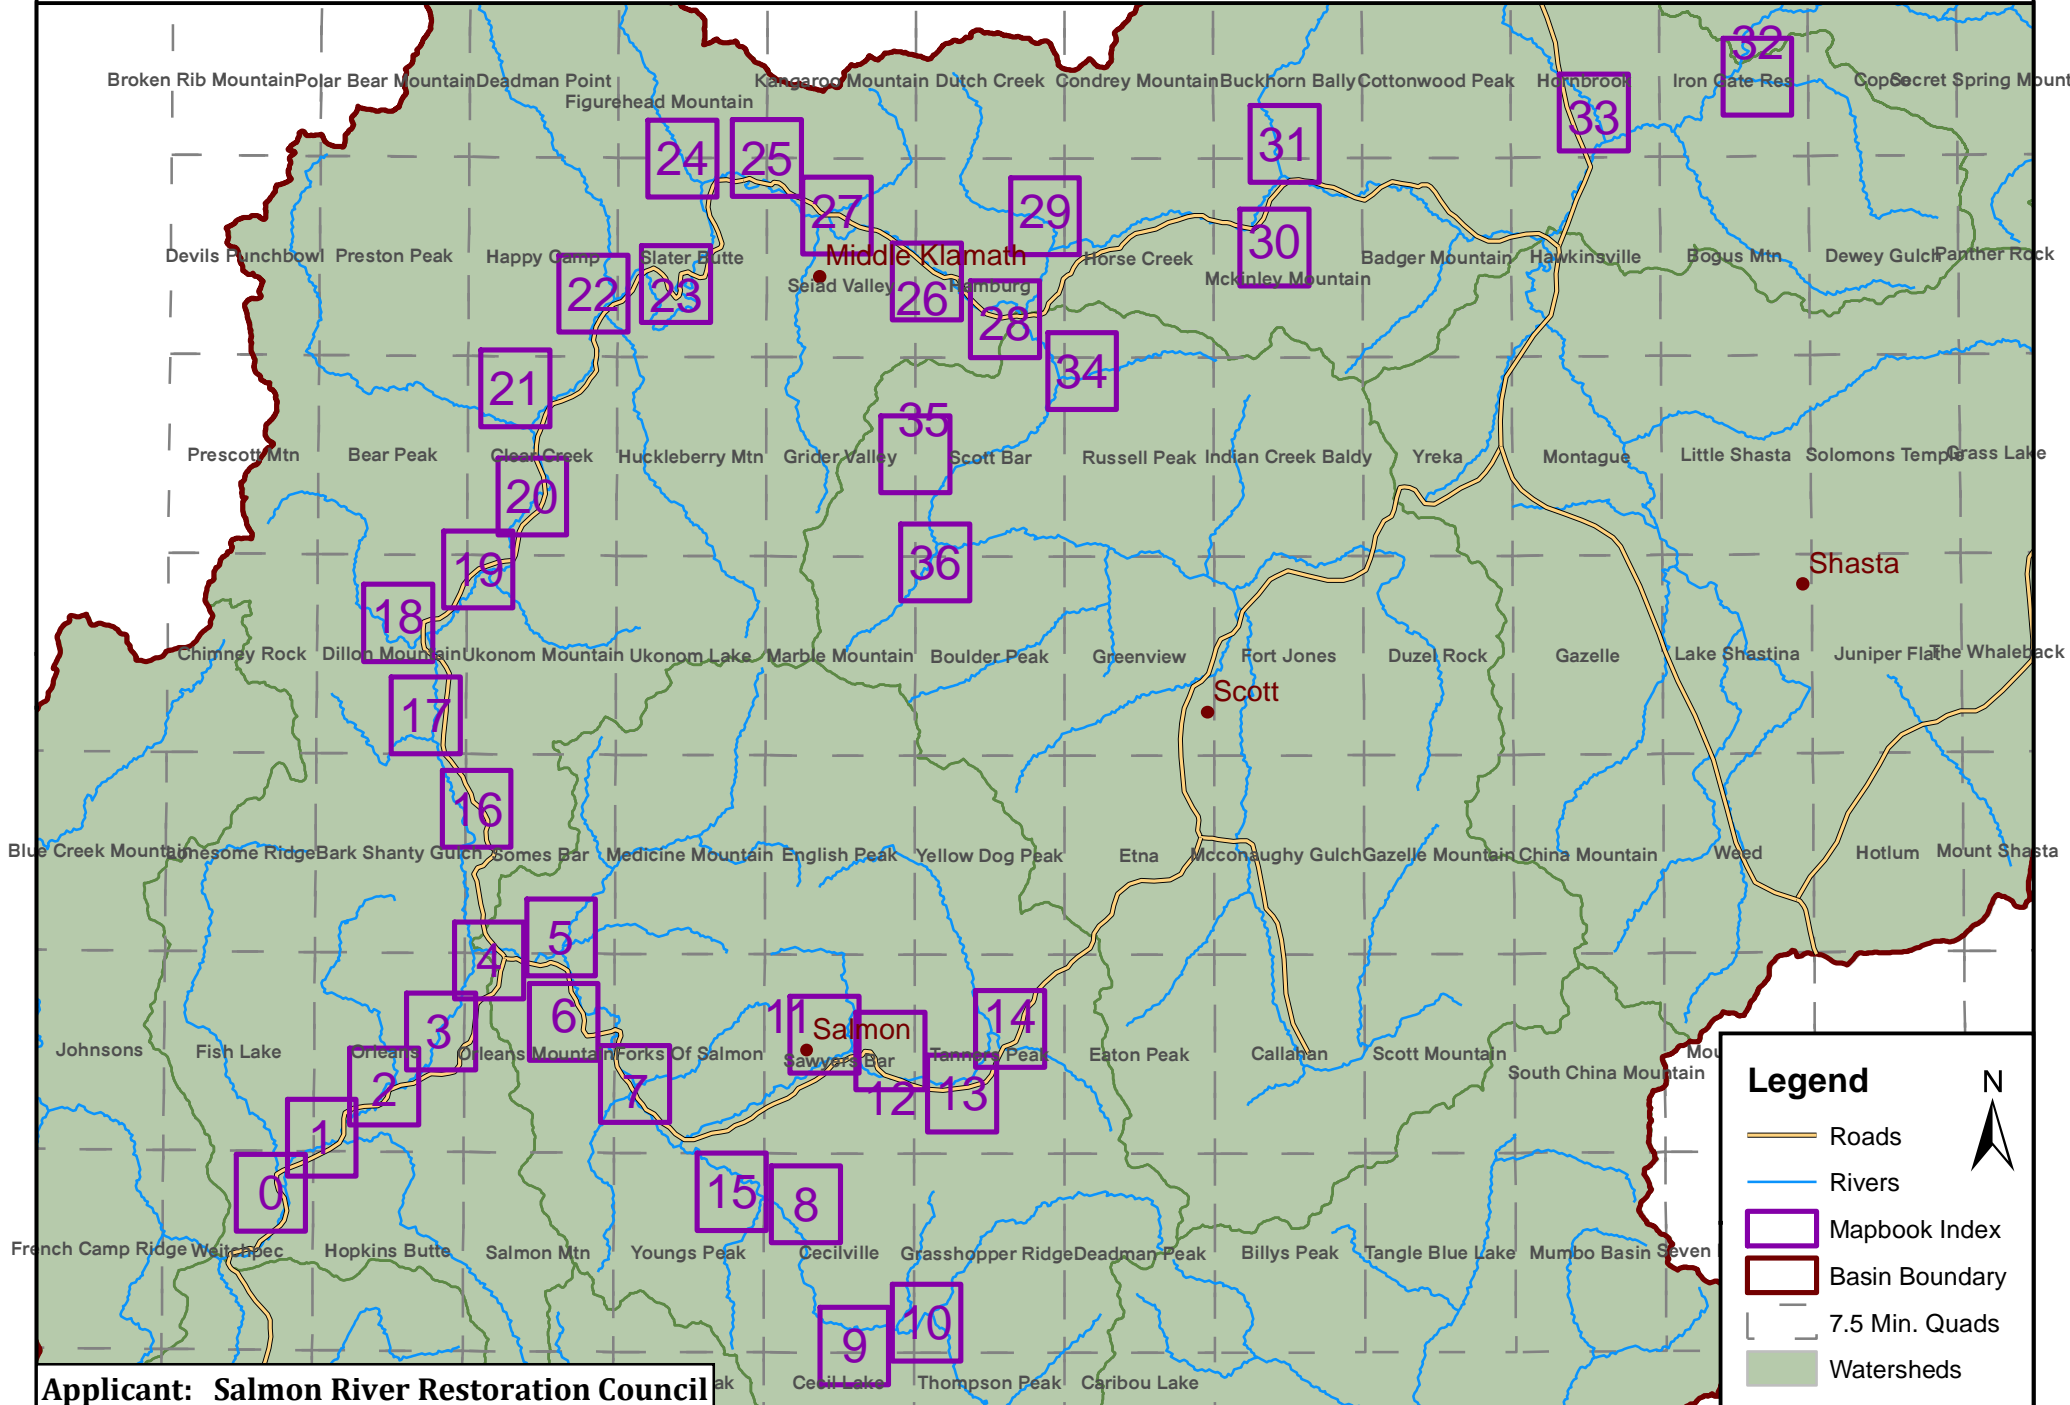 32
Broken Rib Mountain Polar Bear Mountain Deadman Point Kangaroo Mountain Dutch Creek Condrey Mountain Buckhorn Bally Cottonwood Peak Hornbrook Iron Gate Res Copco Secret Spring Mount
Figurehead Mountain
33
31
24 25
27 29
30
Devils Punchbowl Preston Peak Happy Camp Slater Butte Middle Klamath Horse Creek Badger Mountain Hawkinsville Bogus Mtn Dewey Gulch Panther Rock
Seiad Valley Hamburg Mckinley Mountain
22 23 26
28
34
21
35
Prescott Mtn Bear Peak Clear Creek Huckleberry Mtn Grider Valley Scott Bar Russell Peak Indian Creek Baldy Yreka Montague Little Shasta Solomons Temple Grass Lake
20
19 36 Shasta
18
Chimney Rock Dillon Mountain Ukonom Mountain Ukonom Lake Marble Mountain Boulder Peak Greenview Fort Jones Duzel Rock Gazelle Lake Shastina Juniper Flat The Whaleback
Scott
17
16
Blue Creek Mountain Lonesome Ridge Bark Shanty Gulch Somes Bar Medicine Mountain English Peak Yellow Dog Peak Etna Mcconaughy Gulch Gazelle Mountain China Mountain Weed Hotlum Mount Shasta
5
4
6 11 14
3 Salmon
Johnsons Fish Lake Orleans Orleans Mountain Forks Of Salmon Sawyers Bar Tanners Peak Eaton Peak Callahan Scott Mountain Mou
South China Mountain
2 7 12 13
1
0 15 8
French Camp Ridge Weitchpec Hopkins Butte Salmon Mtn Youngs Peak Cecilville Grasshopper Ridge Deadman Peak Billys Peak Tangle Blue Lake Mumbo Basin Seven
10
9
ak Cecil Lake Thompson Peak Caribou Lake
Legend
N
Roads
Rivers
Mapbook Index
Basin Boundary
7.5 Min. Quads
Watersheds
Applicant: Salmon River Restoration Council